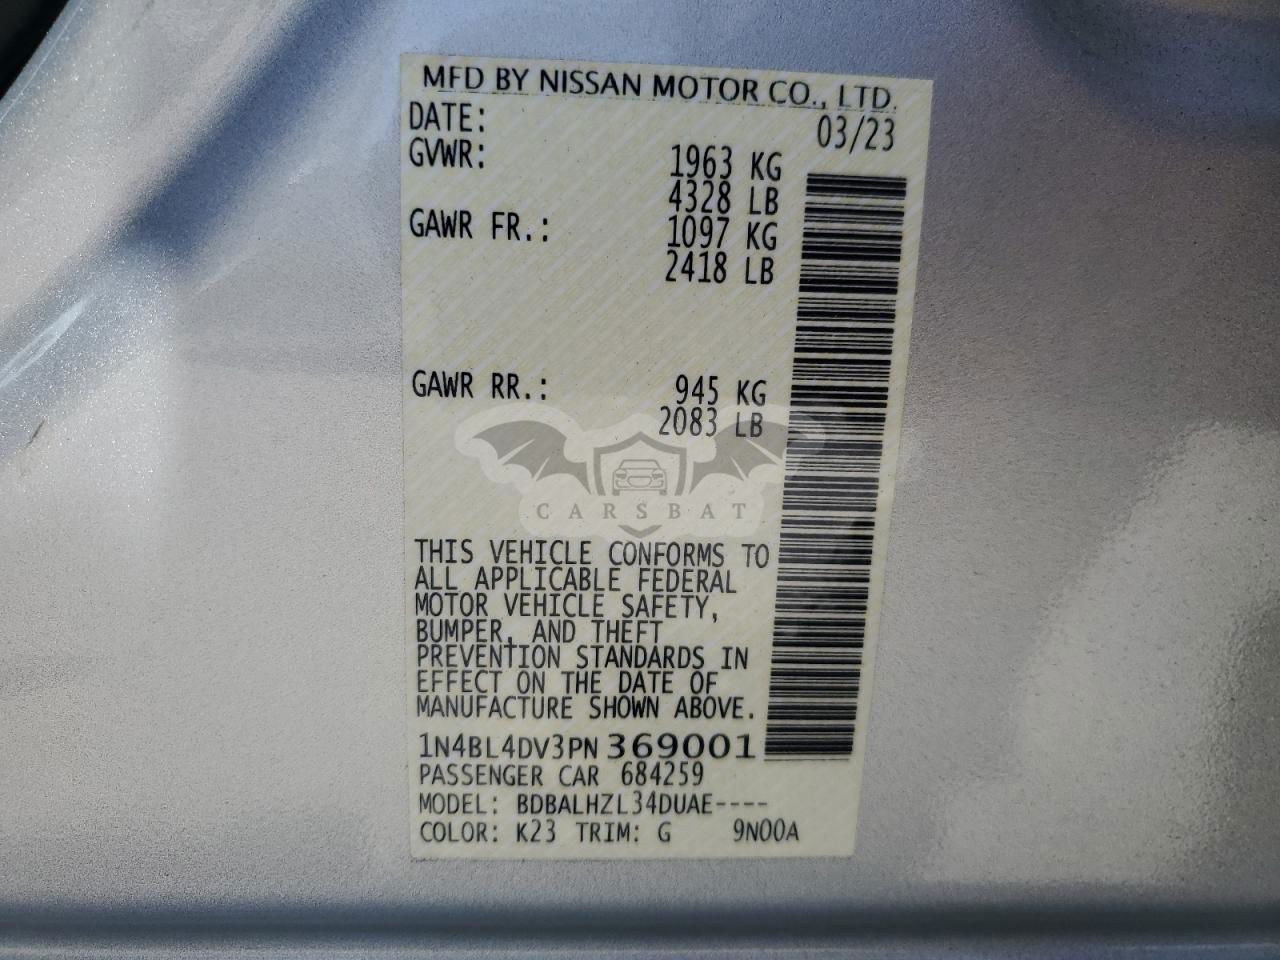 MFD BY NISSAN MOTOR CO., LTD.
DATE: 03/23
GVWR: 1963 KG
4328 LB
GAWR FR.: 1097 KG
2418 LB
GAWR RR.: 945 KG
2083 LB
CARSBAT
THIS VEHICLE CONFORMS TO
ALL APPLICABLE FEDERAL
MOTOR VEHICLE SAFETY,
BUMPER, AND THEFT
PREVENTION STANDARDS IN
EFFECT ON THE DATE OF
MANUFACTURE SHOWN ABOVE.
1N4BL4DV3PN369001
PASSENGER CAR 684259
MODEL: BDBALHZL34DUAE----
COLOR: K23 TRIM: G 9N00A